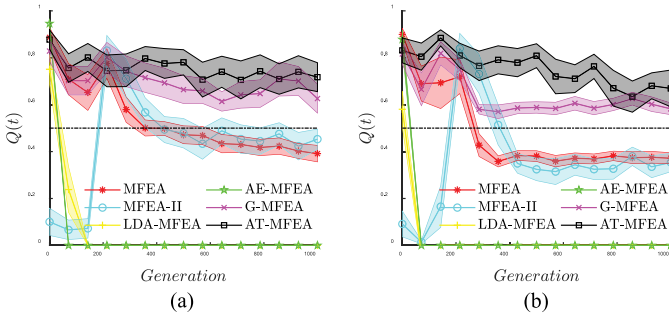 1
0.8
0.6
0.4
0.2
0
Q(t)
MFEA
MFEA-II
LDA-MFEA
AE-MFEA
G-MFEA
AT-MFEA
0 200 400 600 800 1000
Generation
(a)
1
0.8
0.6
0.4
0.2
0
Q(t)
MFEA
MFEA-II
LDA-MFEA
AE-MFEA
G-MFEA
AT-MFEA
0 200 400 600 800 1000
Generation
(b)